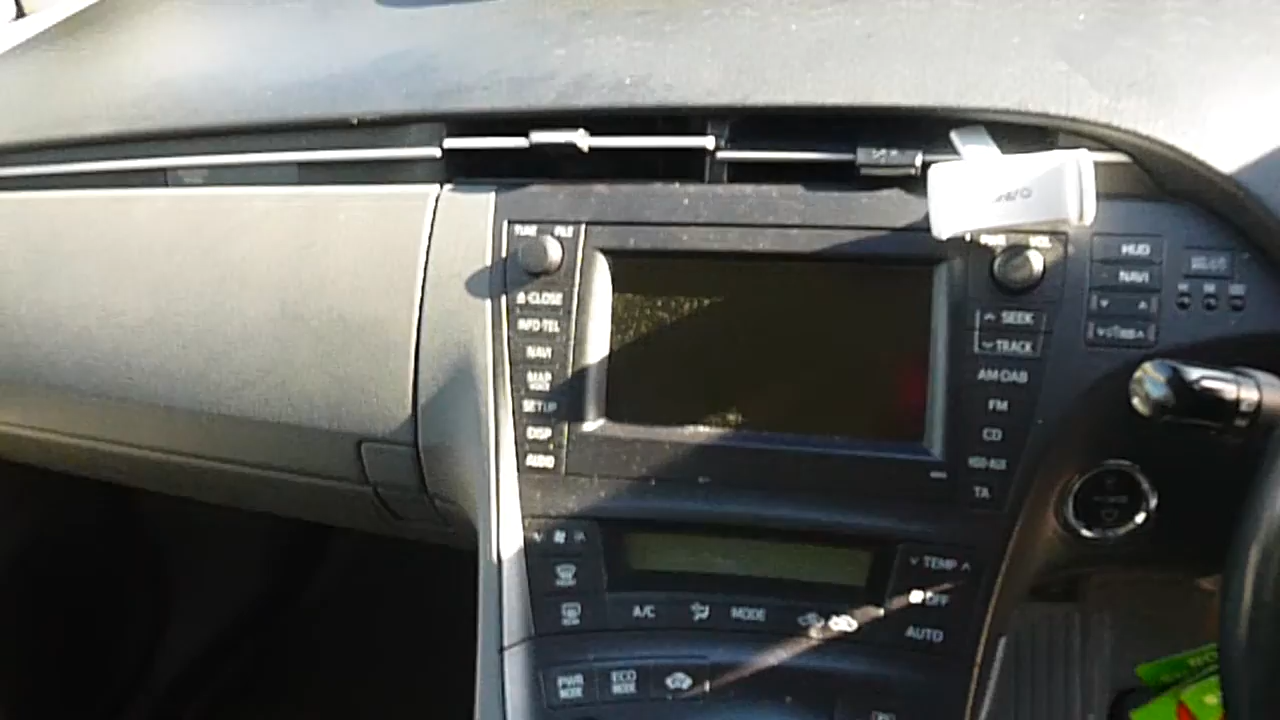 TUNE FILE
CLOSE
INFO·TEL
NAVI
MAP
VOICE
SETUP
DISP
AUDIO
VOL
SEEK
TRACK
AM·DAB
FM
CD
TA
HUD
NAVI
TEMP
OFF
AUTO
A/C
MODE
PWR
MODE
ECO
MODE